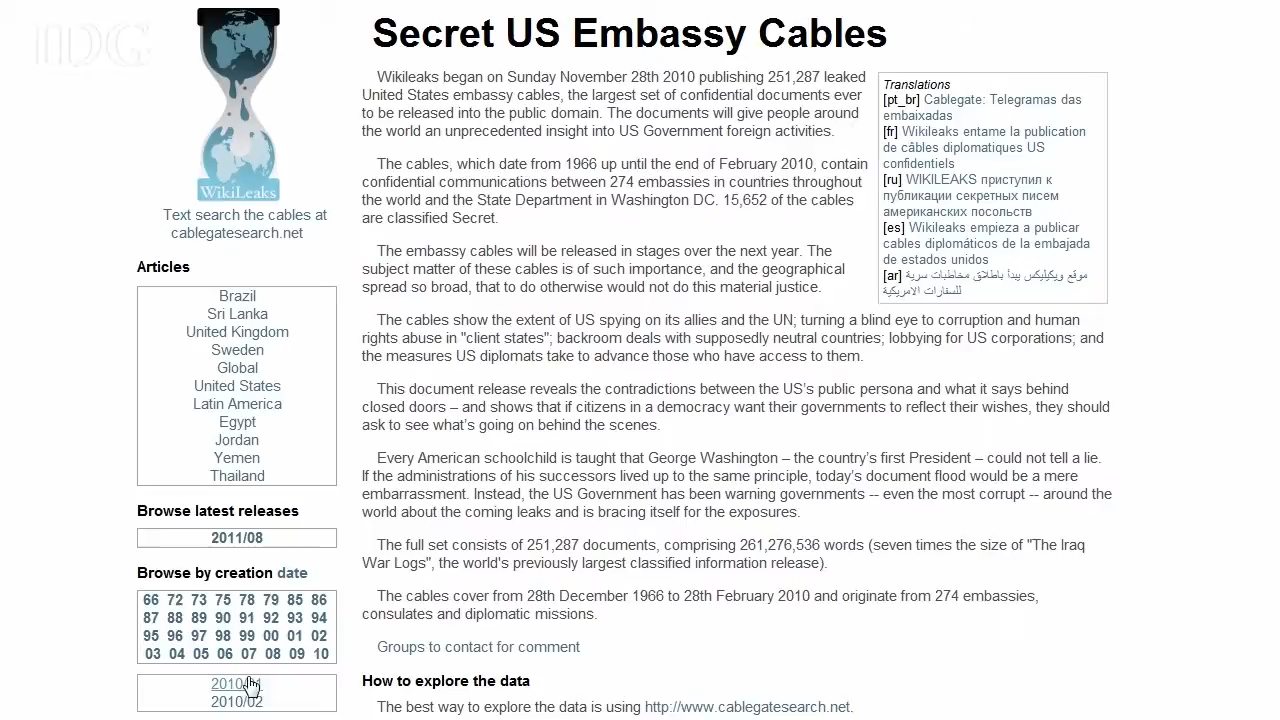 IDG
WikiLeaks
Text search the cables at
cablegatesearch.net
Articles
Brazil
Sri Lanka
United Kingdom
Sweden
Global
United States
Latin America
Egypt
Jordan
Yemen
Thailand
Browse latest releases
2011/08
Browse by creation date
66 72 73 75 78 79 85 86
87 88 89 90 91 92 93 94
95 96 97 98 99 00 01 02
03 04 05 06 07 08 09 10
2010/02
Secret US Embassy Cables
Wikileaks began on Sunday November 28th 2010 publishing 251,287 leaked
United States embassy cables, the largest set of confidential documents ever
to be released into the public domain. The documents will give people around
the world an unprecedented insight into US Government foreign activities.
The cables, which date from 1966 up until the end of February 2010, contain
confidential communications between 274 embassies in countries throughout
the world and the State Department in Washington DC. 15,652 of the cables
are classified Secret.
The embassy cables will be released in stages over the next year. The
subject matter of these cables is of such importance, and the geographical
spread so broad, that to do otherwise would not do this material justice.
Translations
[pt_br] Cablegate: Telegramas das
embaixadas
[fr] Wikileaks entame la publication
de câbles diplomatiques US
confidentiels
[ru] WIKILEAKS приступил к
публикации секретных писем
американских посольств
[es] Wikileaks empieza a publicar
cables diplomáticos de la embajada
de estados unidos
[ar] موقع ويكيليكس يبدأ باطلاق مخاطبات سرية
للسفارات الامريكية
The cables show the extent of US spying on its allies and the UN; turning a blind eye to corruption and human
rights abuse in "client states"; backroom deals with supposedly neutral countries; lobbying for US corporations; and
the measures US diplomats take to advance those who have access to them.
This document release reveals the contradictions between the US's public persona and what it says behind
closed doors – and shows that if citizens in a democracy want their governments to reflect their wishes, they should
ask to see what's going on behind the scenes.
Every American schoolchild is taught that George Washington – the country's first President – could not tell a lie.
If the administrations of his successors lived up to the same principle, today's document flood would be a mere
embarrassment. Instead, the US Government has been warning governments -- even the most corrupt -- around the
world about the coming leaks and is bracing itself for the exposures.
The full set consists of 251,287 documents, comprising 261,276,536 words (seven times the size of "The Iraq
War Logs", the world's previously largest classified information release).
The cables cover from 28th December 1966 to 28th February 2010 and originate from 274 embassies,
consulates and diplomatic missions.
Groups to contact for comment
How to explore the data
The best way to explore the data is using http://www.cablegatesearch.net.